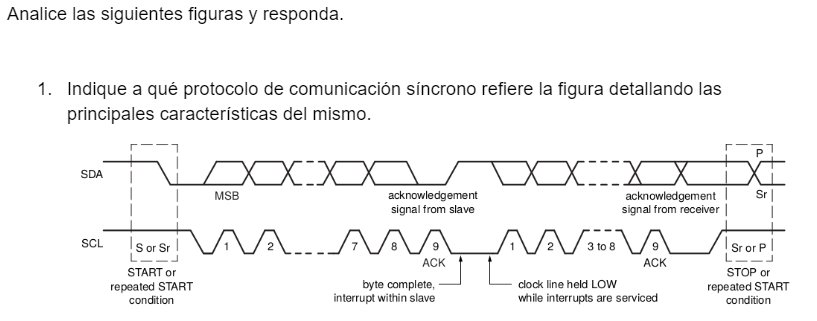 Analice las siguientes figuras y responda.
1. Indique a qué protocolo de comunicación síncrono refiere la figura detallando las
principales características del mismo.
P
SDA
Sr
MSB
acknowledgement
signal from slave
acknowledgement
signal from receiver
SCL
S or Sr
1
2
7
8
9
1
2
3 to 8
9
Sr or P
ACK
ACK
START or
repeated START
condition
byte complete,
interrupt within slave
clock line held LOW
while interrupts are serviced
STOP or
repeated START
condition